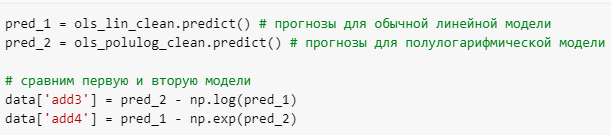 pred_1 = ols_lin_clean.predict() # прогнозы для обычной линейной модели
pred_2 = ols_polulog_clean.predict() # прогнозы для полулогарифмической модели
# сравним первую и вторую модели
data['add3'] = pred_2 - np.log(pred_1)
data['add4'] = pred_1 - np.exp(pred_2)